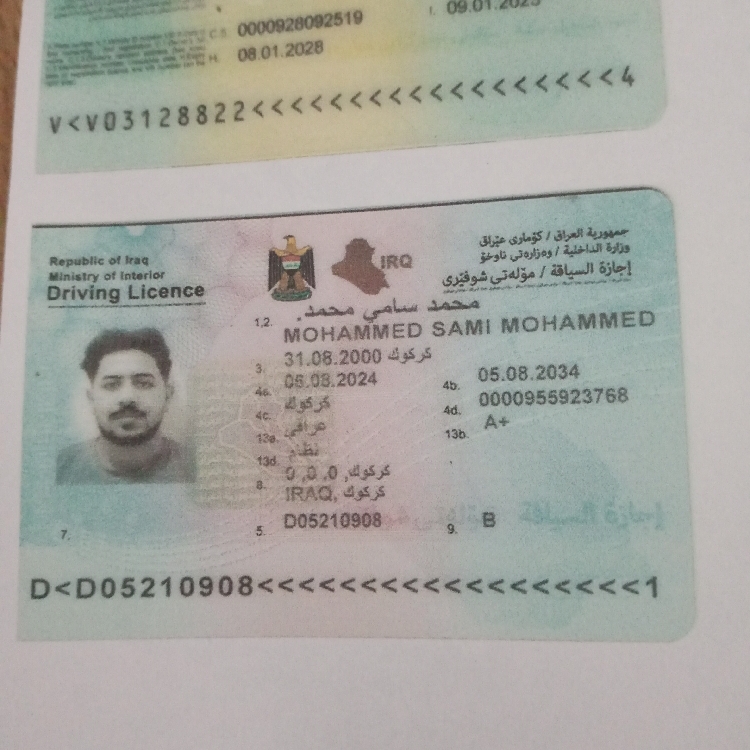 C.S. 0000928092519
I. 09.01.2023
H. 08.01.2028
V<V03128822<<<<<<<<<<<<<<<<<<<4
Republic of Iraq
Ministry of Interior
Driving Licence
IRQ
جمهورية العراق / كۆماری عێراق
وزارة الداخلية / وەزارەتی ناوخۆ
إجازة السياقة / مۆڵەتی شوفێری
محمد سامي محمد.
1,2. MOHAMMED SAMI MOHAMMED
3. 31.08.2000 كركوك
4a. 06.08.2024
4b. 05.08.2034
4c. كركوك
4d. 0000955923768
13a. عراقي
13b. A+
13d. نظام
8. كركوك, 0, 0, 0
IRAQ, كركوك
5. D05210908
9. B
7.
D<D05210908<<<<<<<<<<<<<<<<<<<1